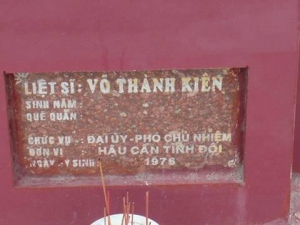 LIỆT SĨ : VÕ THÀNH KIÊN
SINH NĂM :
QUÊ QUÁN :
CHỨC VỤ : ĐẠI ÚY - PHÓ CHỦ NHIỆM
ĐƠN VỊ : HẬU CẦN TỈNH ĐỘI
NGÀY HY SINH 1976